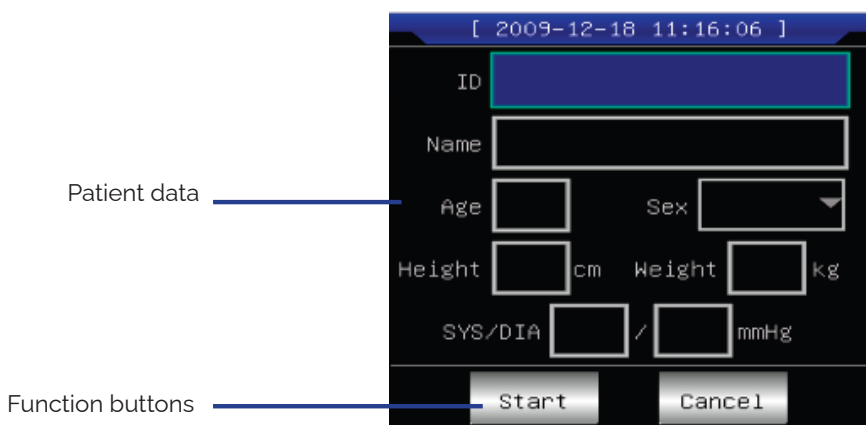 [ 2009-12-18 11:16:06 ]
ID
Name
Patient data
Age Sex
Height cm Weight kg
SYS/DIA / mmHg
Function buttons
Start Cancel